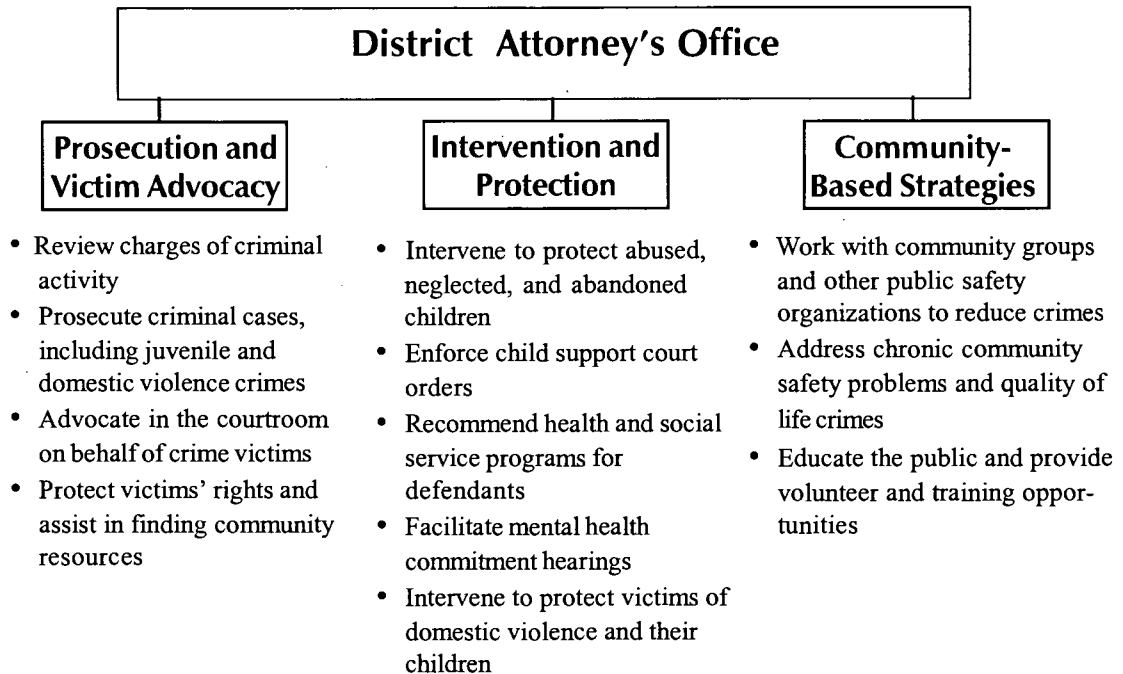 District Attorney's Office
Prosecution and
Victim Advocacy
• Review charges of criminal
activity
• Prosecute criminal cases,
including juvenile and
domestic violence crimes
• Advocate in the courtroom
on behalf of crime victims
• Protect victims' rights and
assist in finding community
resources
Intervention and
Protection
• Intervene to protect abused,
neglected, and abandoned
children
• Enforce child support court
orders
• Recommend health and social
service programs for
defendants
• Facilitate mental health
commitment hearings
• Intervene to protect victims of
domestic violence and their
children
Community-
Based Strategies
• Work with community groups
and other public safety
organizations to reduce crimes
• Address chronic community
safety problems and quality of
life crimes
• Educate the public and provide
volunteer and training oppor-
tunities